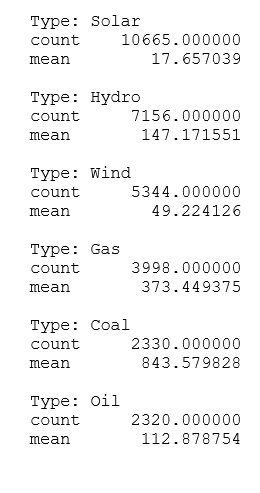 Type: Solar
count 10665.000000
mean 17.657039
Type: Hydro
count 7156.000000
mean 147.171551
Type: Wind
count 5344.000000
mean 49.224126
Type: Gas
count 3998.000000
mean 373.449375
Type: Coal
count 2330.000000
mean 843.579828
Type: Oil
count 2320.000000
mean 112.878754